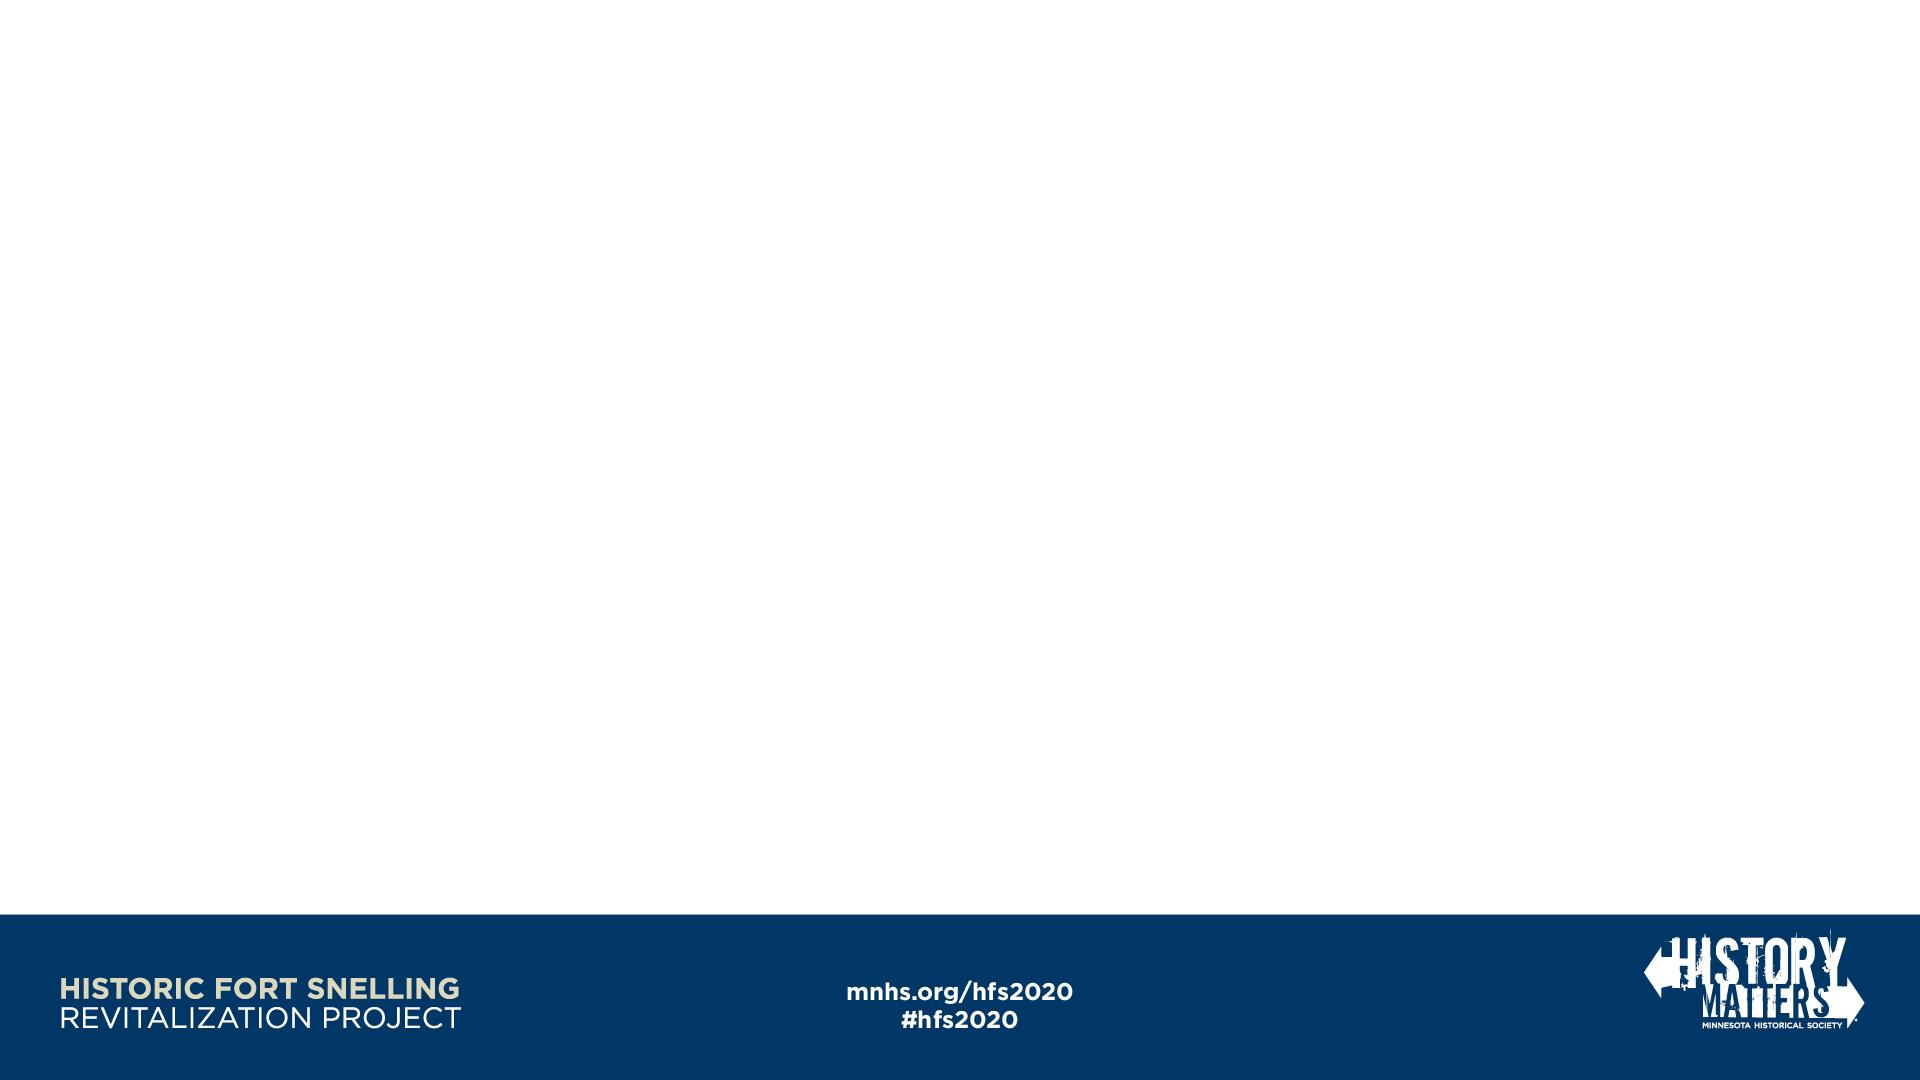 HISTORIC FORT SNELLING
REVITALIZATION PROJECT
mnhs.org/hfs2020
#hfs2020
HISTORY
MATTERS
MINNESOTA HISTORICAL SOCIETY